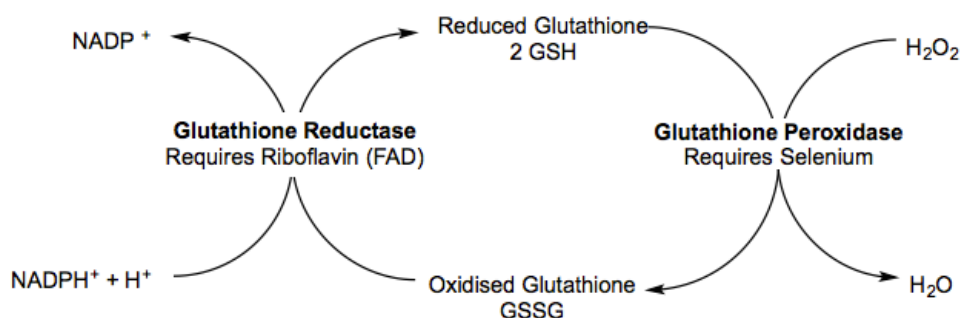 NADP +
Reduced Glutathione
2 GSH
H₂O₂
Glutathione Reductase
Requires Riboflavin (FAD)
Glutathione Peroxidase
Requires Selenium
NADPH⁺ + H⁺
Oxidised Glutathione
GSSG
H₂O